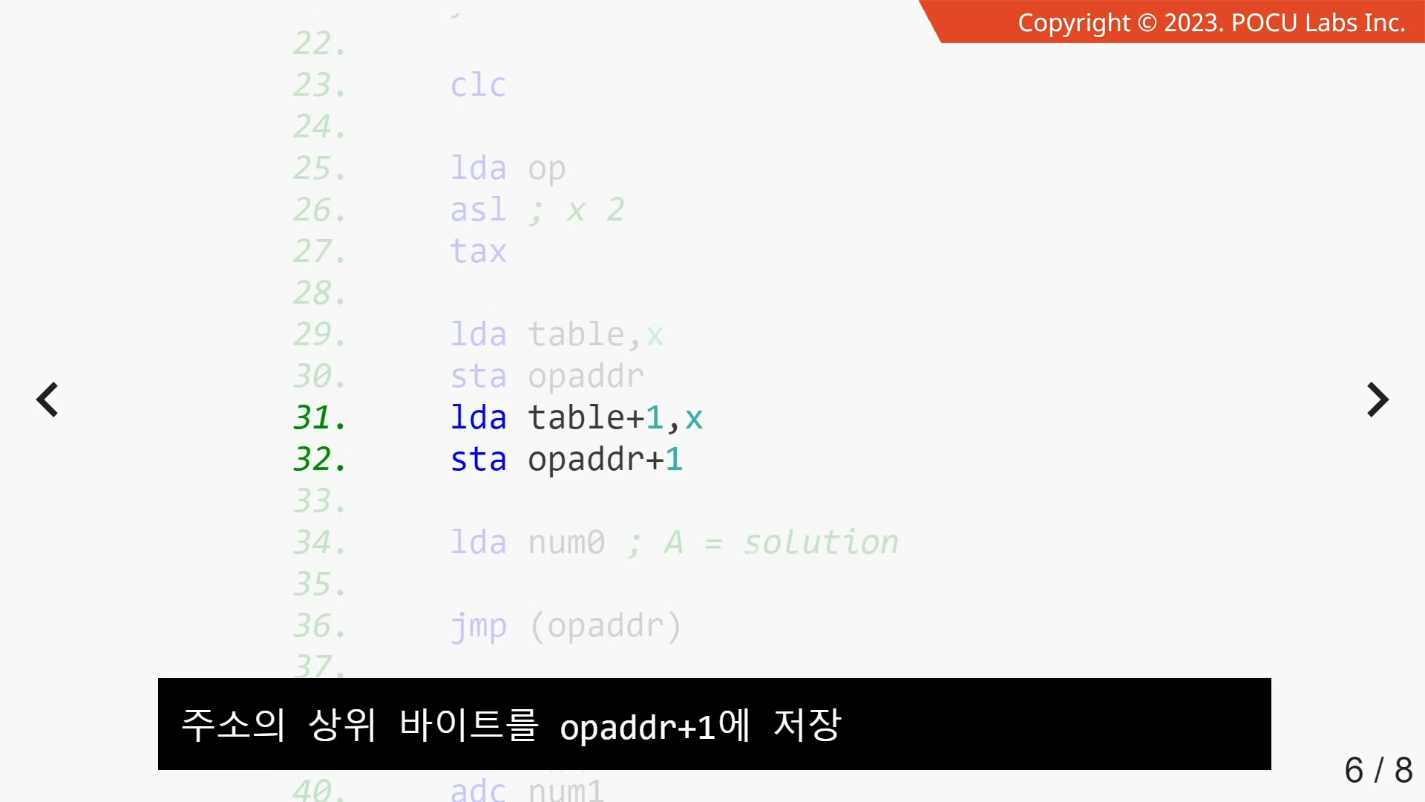 Copyright © 2023. POCU Labs Inc.
22.
23. clc
24.
25. lda op
26. asl ; x 2
27. tax
28.
29. lda table,x
30. sta opaddr
31. lda table+1,x
32. sta opaddr+1
33.
34. lda num0 ; A = solution
35.
36. jmp (opaddr)
37.
주소의 상위 바이트를 opaddr+1에 저장
40. adc num1
6 / 8